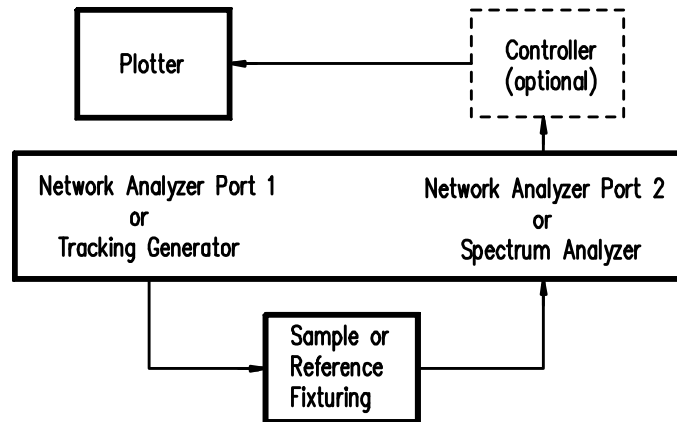 Plotter
Controller
(optional)
Network Analyzer Port 1
or
Tracking Generator
Network Analyzer Port 2
or
Spectrum Analyzer
Sample or
Reference
Fixturing